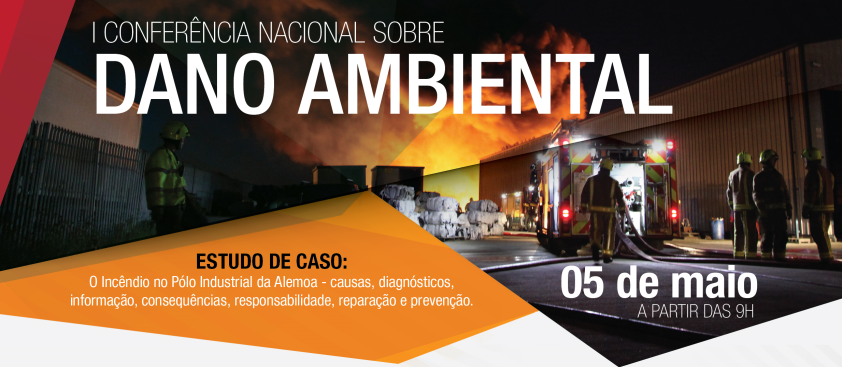 I CONFERÊNCIA NACIONAL SOBRE
DANO AMBIENTAL
ESTUDO DE CASO:
O Incêndio no Pólo Industrial da Alemoa - causas, diagnósticos,
informação, consequências, responsabilidade, reparação e prevenção.
05 de maio
A PARTIR DAS 9H